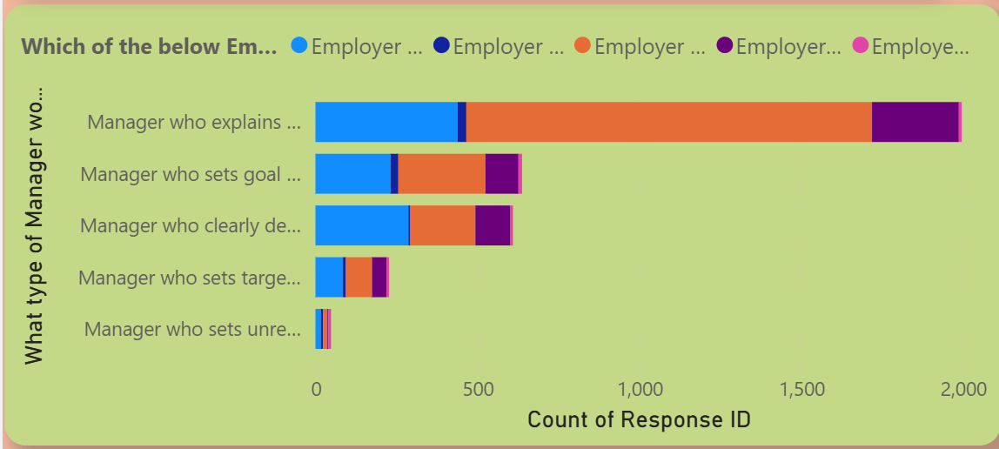 Which of the below Em... Employer ... Employer ... Employer ... Employer... Employe...
What type of Manager wo...
Manager who explains ...
Manager who sets goal ...
Manager who clearly de...
Manager who sets targe...
Manager who sets unre...
0 500 1,000 1,500 2,000
Count of Response ID